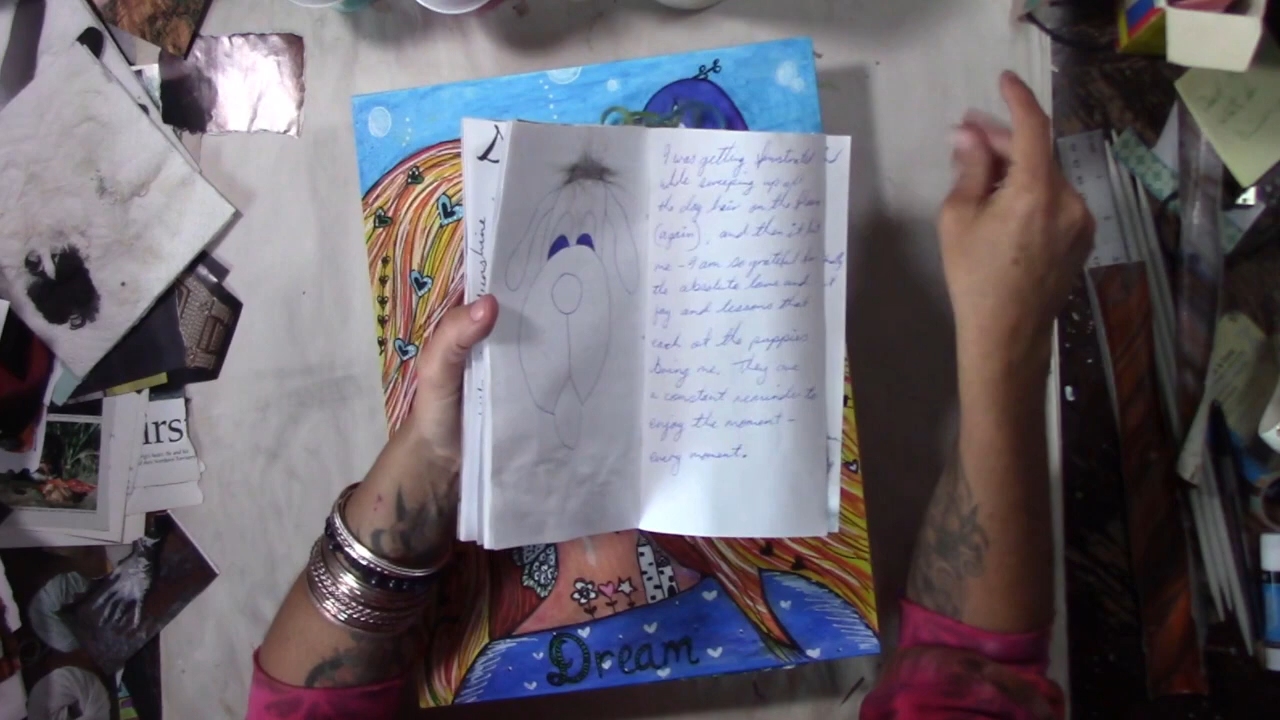 I was getting frustrated
while sweeping up all
the dog hair on the floor
(again), and then it hit
me - I am so grateful for
the absolute love and
joy and lessons that
each of the puppies
bring me. They are
a constant reminder to
enjoy the moment -
every moment.
unshine
Dream
irst